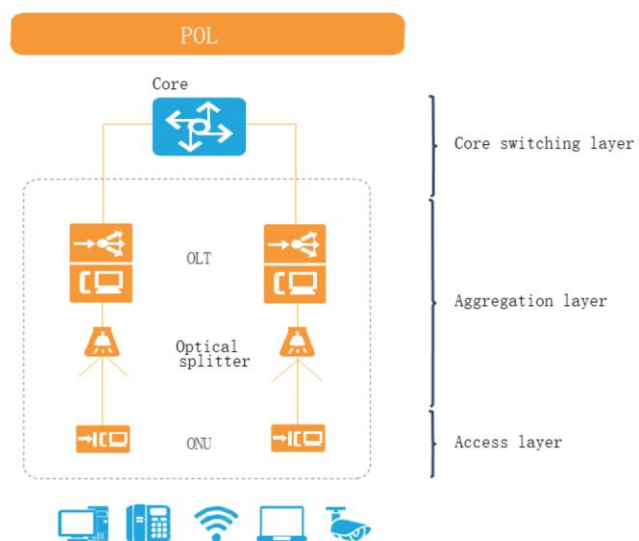 POL
Core
Core switching layer
OLT
Aggregation layer
Optical
splitter
ONU
Access layer